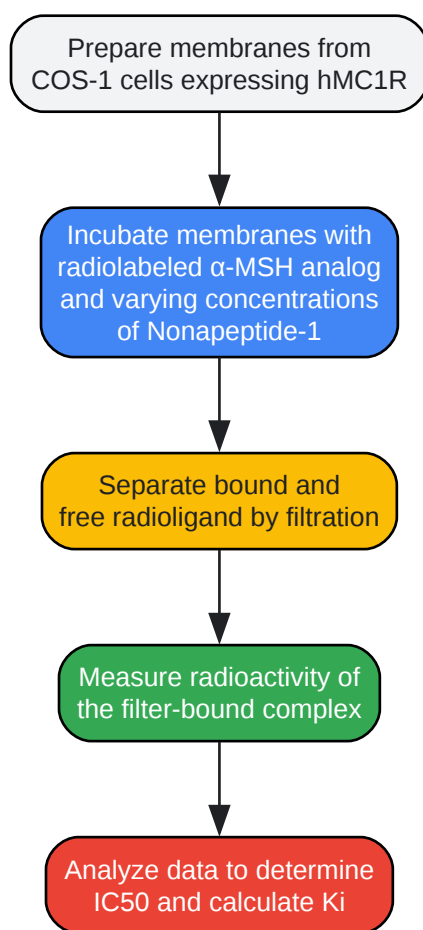 Prepare membranes from
COS-1 cells expressing hMC1R
Incubate membranes with
radiolabeled α-MSH analog
and varying concentrations
of Nonapeptide-1
Separate bound and
free radioligand by filtration
Measure radioactivity of
the filter-bound complex
Analyze data to determine
IC50 and calculate Ki